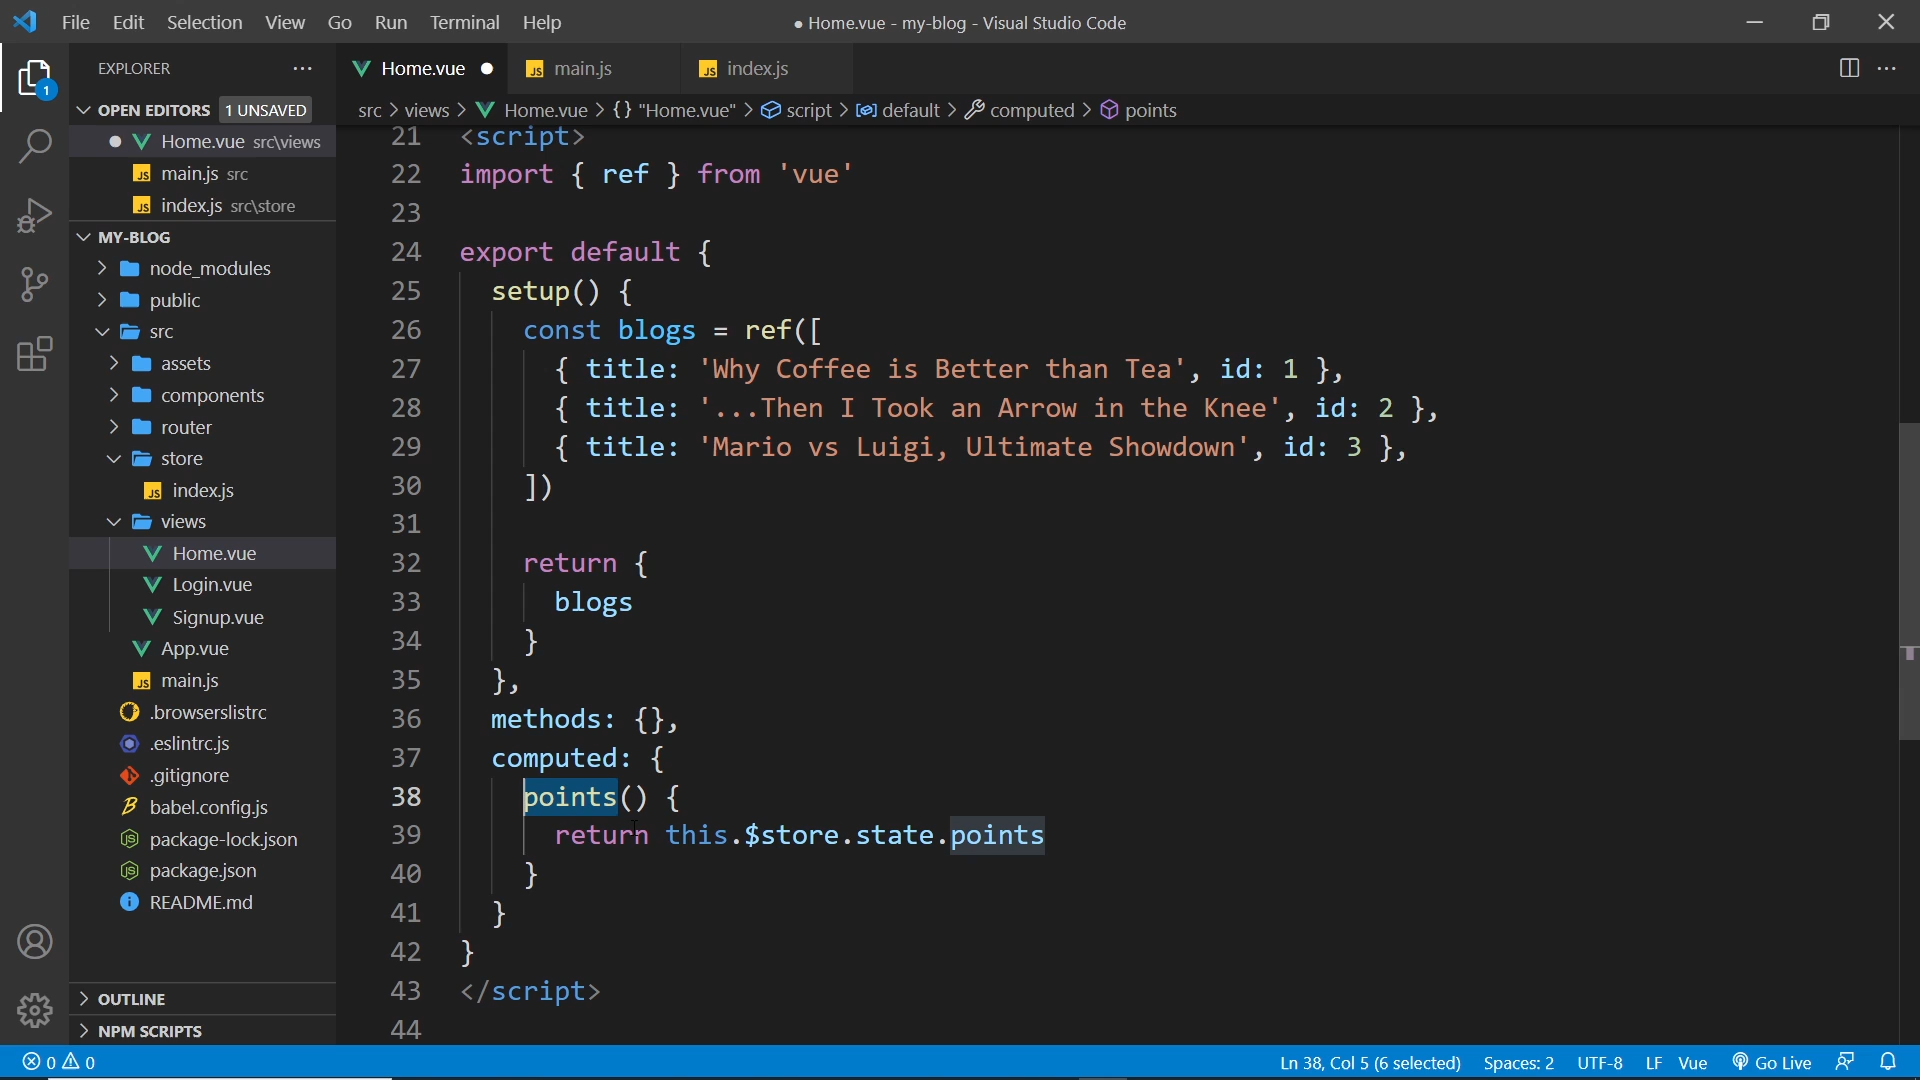 File Edit Selection View Go Run Terminal Help
● Home.vue - my-blog - Visual Studio Code
EXPLORER
Home.vue
main.js
index.js
1
OPEN EDITORS 1 UNSAVED
src > views > Home.vue > {} "Home.vue" > script > default > computed > points
Home.vue src\views
main.js src
index.js src\store
MY-BLOG
node_modules
public
src
assets
components
router
store
index.js
views
Home.vue
Login.vue
Signup.vue
App.vue
main.js
.browserslistrc
.eslintrc.js
.gitignore
babel.config.js
package-lock.json
package.json
README.md
OUTLINE
NPM SCRIPTS
21 <script>
22 import { ref } from 'vue'
23
24 export default {
25 setup() {
26 const blogs = ref([
27 { title: 'Why Coffee is Better than Tea', id: 1 },
28 { title: '...Then I Took an Arrow in the Knee', id: 2 },
29 { title: 'Mario vs Luigi, Ultimate Showdown', id: 3 },
30 ])
31
32 return {
33 blogs
34 }
35 },
36 methods: {},
37 computed: {
38 points() {
39 return this.$store.state.points
40 }
41 }
42 }
43 </script>
44
0 0
Ln 38, Col 5 (6 selected) Spaces: 2 UTF-8 LF Vue Go Live